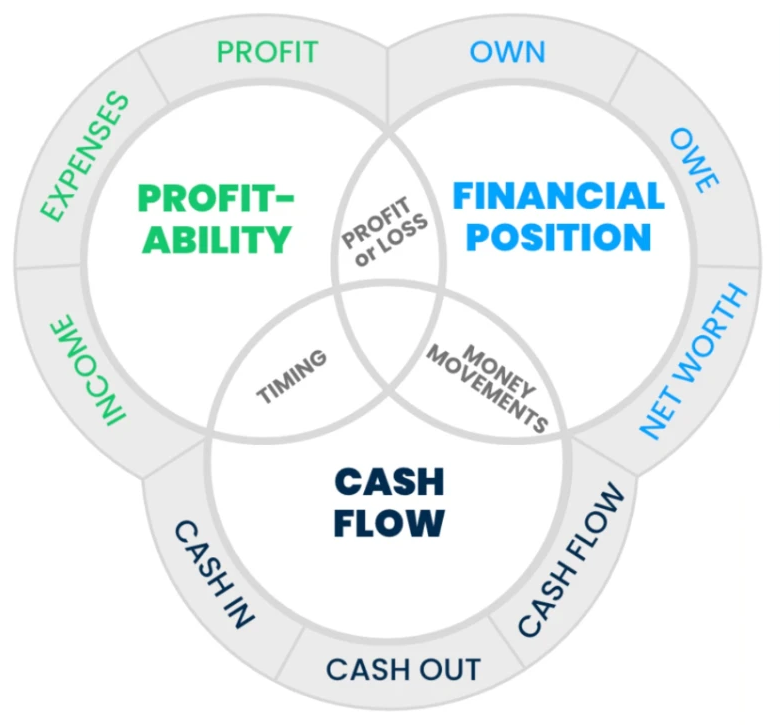 PROFIT
OWN
EXPENSES
OWE
PROFIT-
ABILITY
FINANCIAL
POSITION
PROFIT
or LOSS
INCOME
NET WORTH
TIMING
MONEY
MOVEMENTS
CASH
FLOW
CASH IN
CASH FLOW
CASH OUT